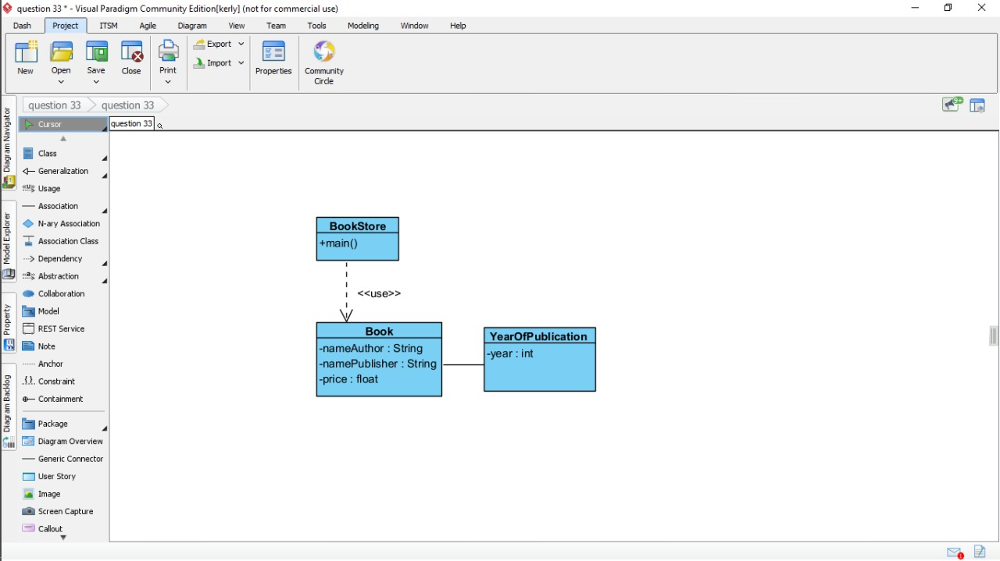 question 33 * - Visual Paradigm Community Edition[kerly] (not for commercial use)
Dash Project ITSM Agile Diagram View Team Tools Modeling Window Help
New Open Save Close Print Export Import Properties Community Circle
question 33 question 33
Diagram Navigator
Model Explorer
Property
Diagram Backlog
Cursor
question 33
Class
Generalization
Usage
Association
N-ary Association
Association Class
Dependency
Abstraction
Collaboration
Model
REST Service
Note
Anchor
Constraint
Containment
Package
Diagram Overview
Generic Connector
User Story
Image
Screen Capture
Callout
BookStore
+main()
<<use>>
Book
-nameAuthor : String
-namePublisher : String
-price : float
YearOfPublication
-year : int